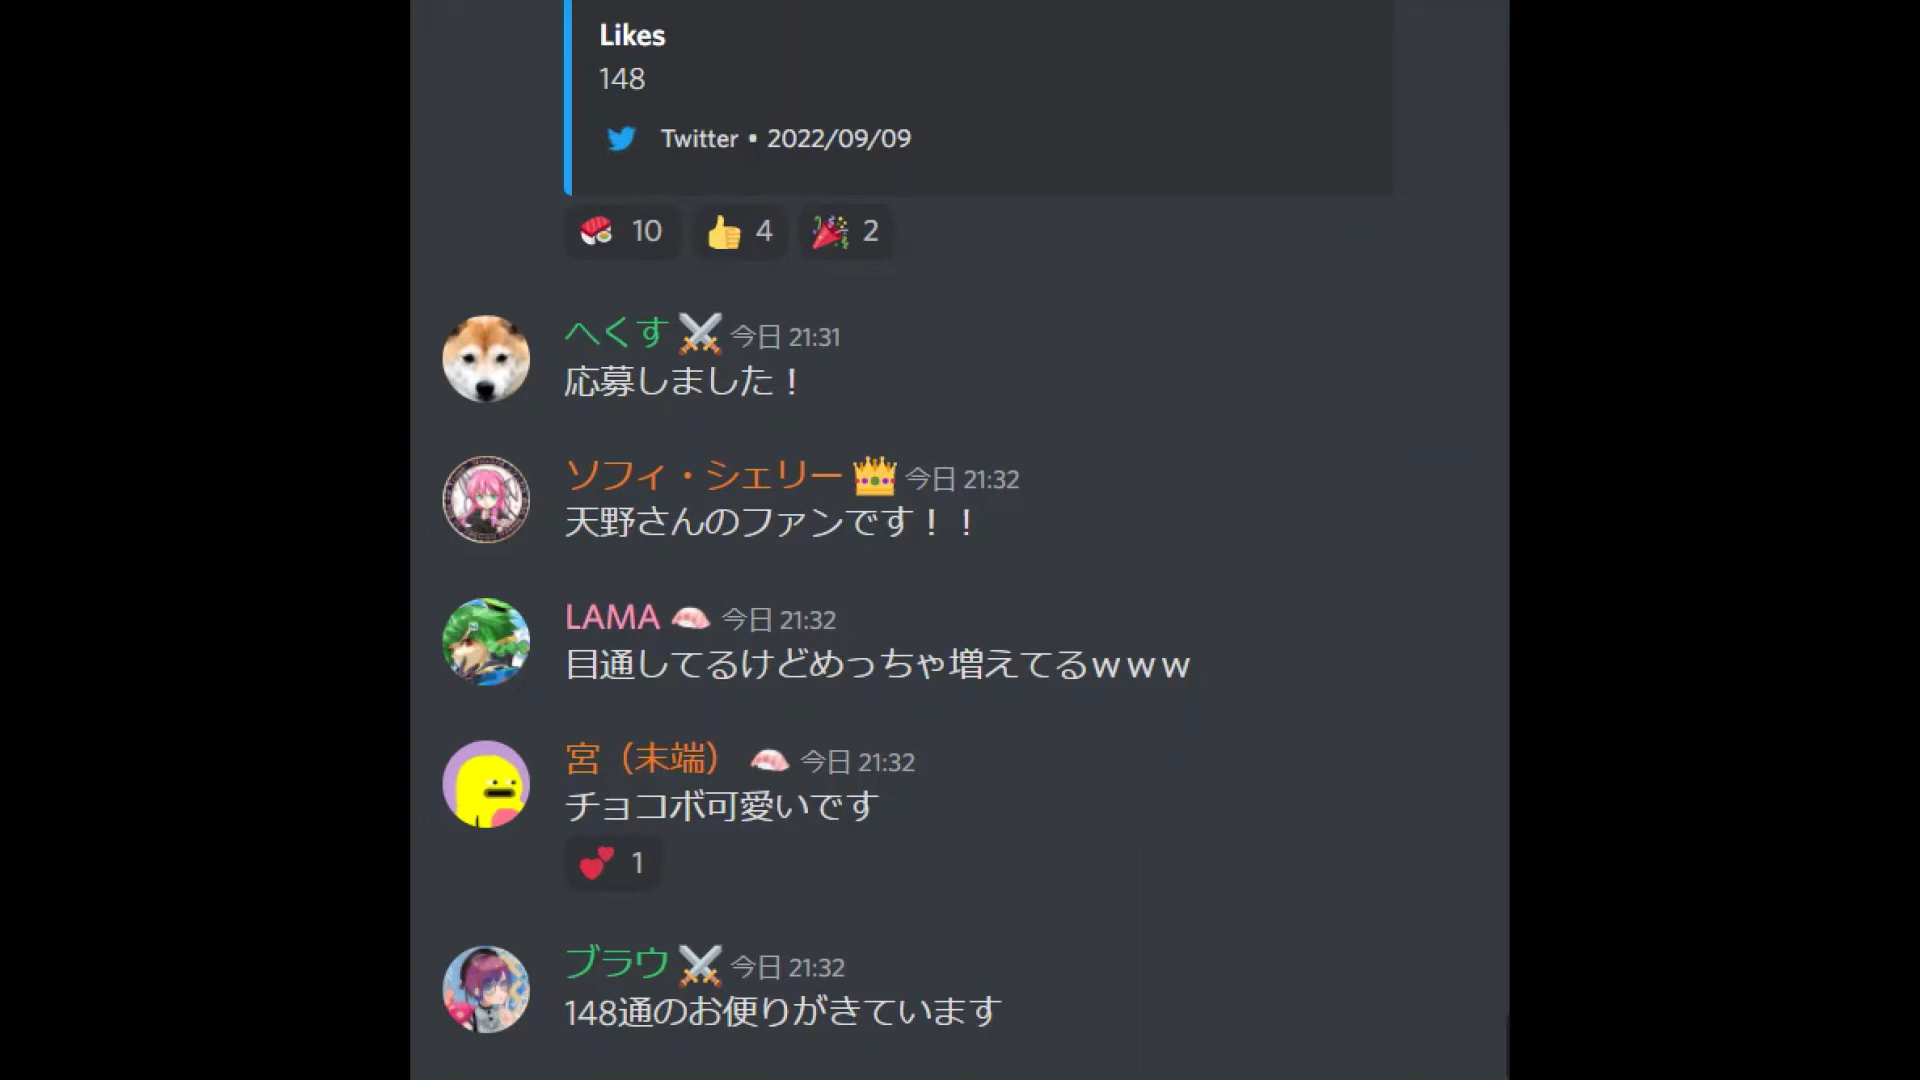 Likes
148
Twitter • 2022/09/09
10 4 2
へくす 今日 21:31
応募しました！
ソフィ・シェリー 今日 21:32
天野さんのファンです！！
LAMA 今日 21:32
目通してるけどめっちゃ増えてるｗｗｗ
宮（末端） 今日 21:32
チョコボ可愛いです
1
ブラウ 今日 21:32
148通のお便りがきています